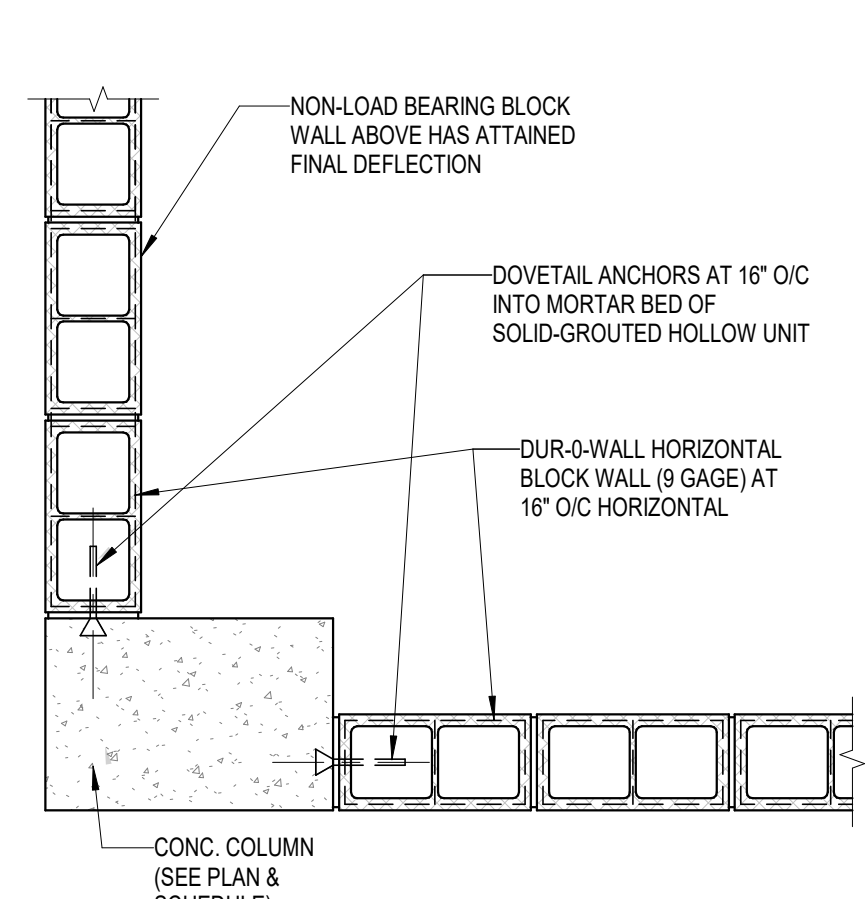 NON-LOAD BEARING BLOCK
WALL ABOVE HAS ATTAINED
FINAL DEFLECTION
DOVETAIL ANCHORS AT 16" O/C
INTO MORTAR BED OF
SOLID-GROUTED HOLLOW UNIT
DUR-0-WALL HORIZONTAL
BLOCK WALL (9 GAGE) AT
16" O/C HORIZONTAL
CONC. COLUMN
(SEE PLAN &
SCHEDULE)